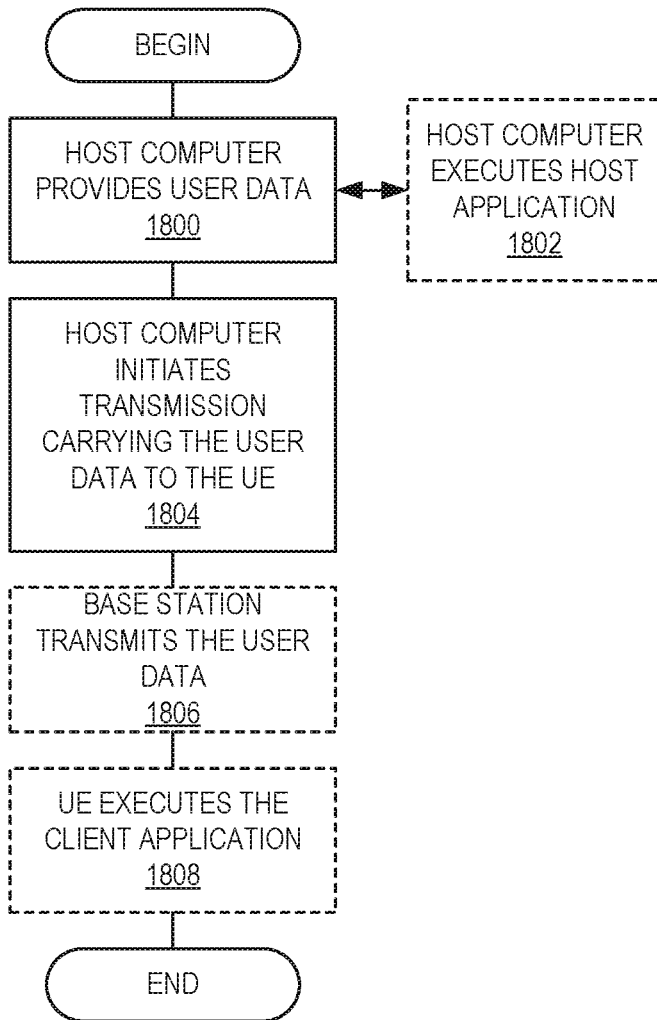 BEGIN
HOST COMPUTER
PROVIDES USER DATA
1800
HOST COMPUTER
EXECUTES HOST
APPLICATION
1802
HOST COMPUTER
INITIATES
TRANSMISSION
CARRYING THE USER
DATA TO THE UE
1804
BASE STATION
TRANSMITS THE USER
DATA
1806
UE EXECUTES THE
CLIENT APPLICATION
1808
END